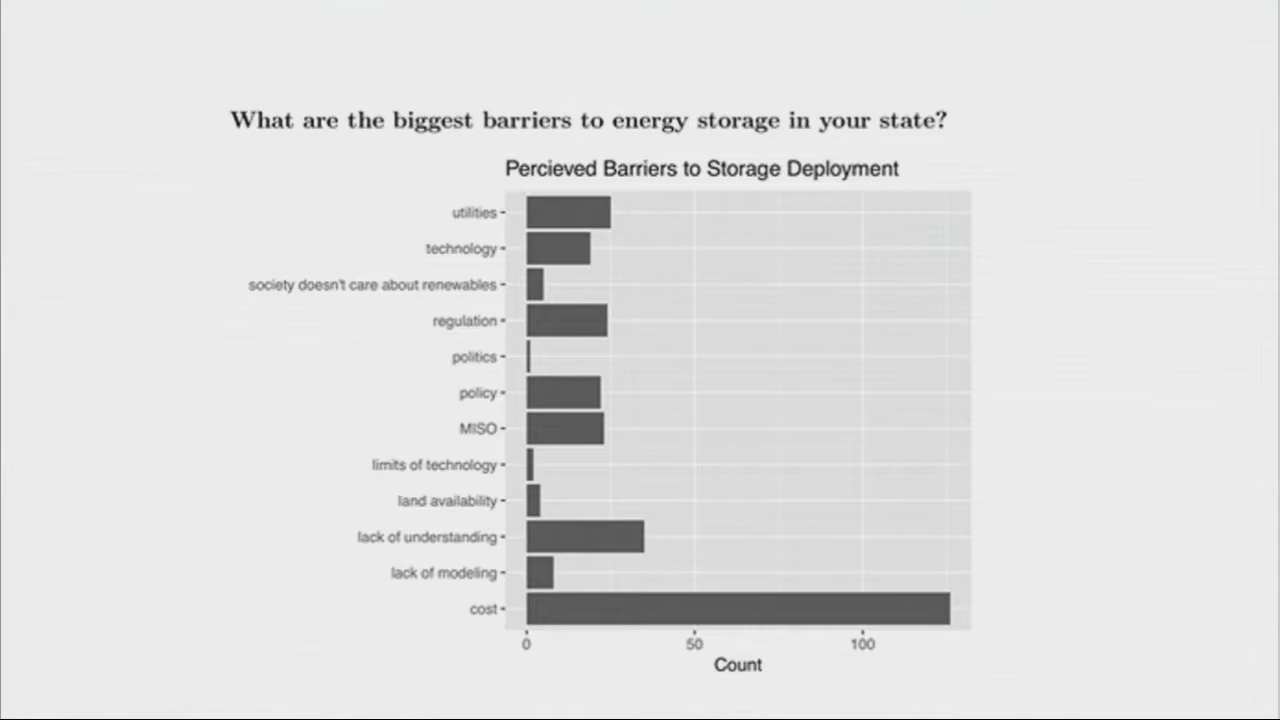 What are the biggest barriers to energy storage in your state?
Percieved Barriers to Storage Deployment
utilities
technology
society doesn't care about renewables
regulation
politics
policy
MISO
limits of technology
land availability
lack of understanding
lack of modeling
cost
0 50 100
Count